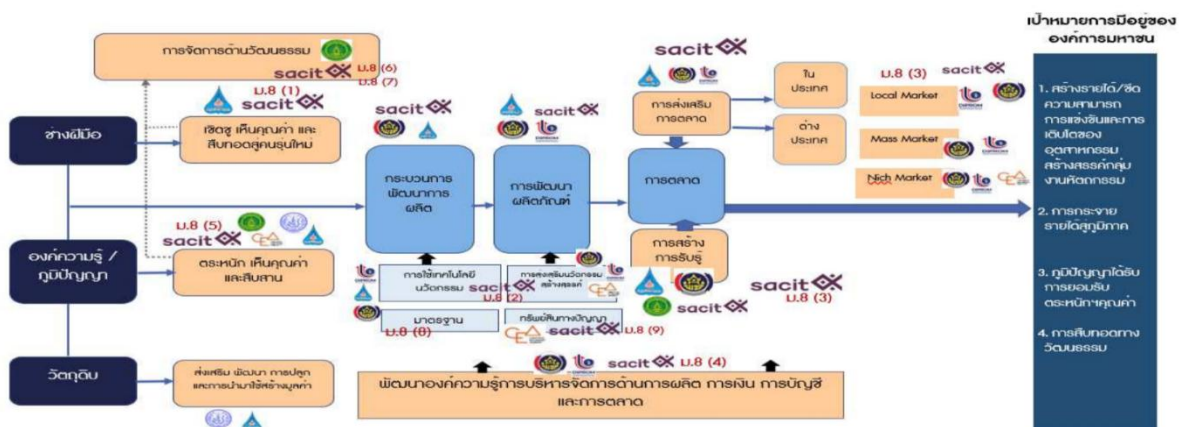 เป้าหมายการมีอยู่ของ
องค์การมหาชน
การจัดการด้านวัฒนธรรม
sacit ม.8 (6)
ม.8 (7)
ม.8 (1)
sacit
ช่างฝีมือ
เชิดชู เห็นคุณค่า และ
สืบทอดสู่คนรุ่นใหม่
ม.8 (5)
sacit
CEA
องค์ความรู้ /
ภูมิปัญญา
ตระหนัก เห็นคุณค่า
และสืบสาน
วัตถุดิบ
ส่งเสริม พัฒนา การปลูก
และการนำมาใช้สร้างมูลค่า
sacit
กระบวนการ
พัฒนาการ
ผลิต
sacit
DIPROM
การพัฒนา
ผลิตภัณฑ์
sacit
DIPROM
การส่งเสริม
การตลาด
การตลาด
การสร้าง
การรับรู้
sacit
ม.8 (3)
ใน
ประเทศ
ต่าง
ประเทศ
ม.8 (3) sacit
Local Market
DIPROM
Mass Market
DIPROM
Nich Market
DIPROM
CEA
DIPROM
การใช้เทคโนโลยี
นวัตกรรม sacit
ม.8 (2)
การส่งเสริมนวัตกรรม
สร้างสรรค์
DIPROM
มาตรฐาน
ม.8 (8)
ทรัพย์สินทางปัญญา
CEA sacit ม.8 (9)
DIPROM sacit ม.8 (4)
พัฒนาองค์ความรู้การบริหารจัดการด้านการผลิต การเงิน การบัญชี
และการตลาด
1. สร้างรายได้/ขีด
ความสามารถ
การแข่งขันและการ
เติบโตของ
อุตสาหกรรม
สร้างสรรค์กลุ่ม
งานหัตถกรรม
2. การกระจาย
รายได้สู่ภูมิภาค
3. ภูมิปัญญาได้รับ
การยอมรับ
ตระหนักฯคุณค่า
4. การสืบทอดทาง
วัฒนธรรม